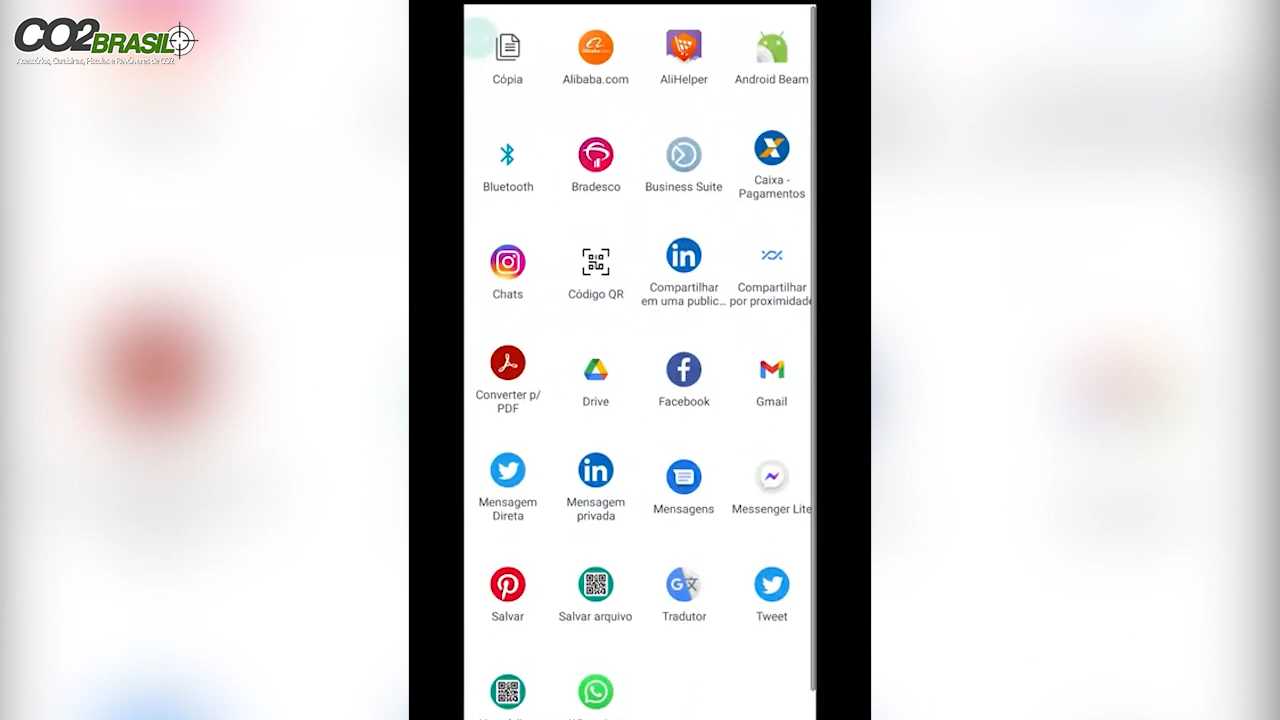 CO2BRASIL
Cópia
Alibaba.com
AliHelper
Android Beam
Bluetooth
Bradesco
Business Suite
Caixa -
Pagamentos
Chats
Código QR
Compartilhar
em uma public...
Compartilhar
por proximidade
Converter p/
PDF
Drive
Facebook
Gmail
Mensagem
Direta
Mensagem
privada
Mensagens
Messenger Lite
Salvar
Salvar arquivo
Tradutor
Tweet